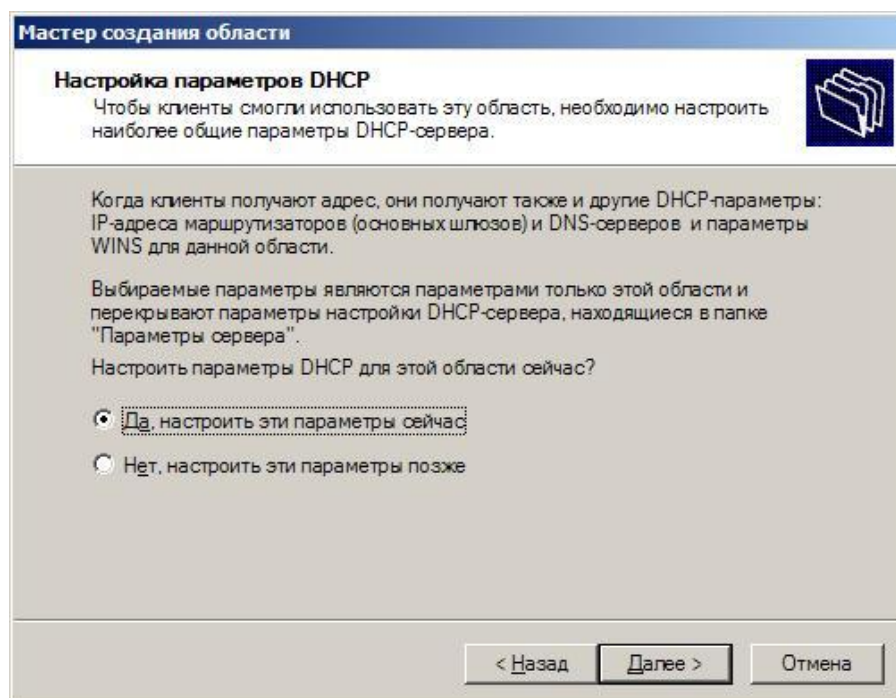 Мастер создания области
Настройка параметров DHCP
Чтобы клиенты смогли использовать эту область, необходимо настроить
наиболее общие параметры DHCP-сервера.
Когда клиенты получают адрес, они получают также и другие DHCP-параметры:
IP-адреса маршрутизаторов (основных шлюзов) и DNS-серверов и параметры
WINS для данной области.
Выбираемые параметры являются параметрами только этой области и
перекрывают параметры настройки DHCP-сервера, находящиеся в папке
"Параметры сервера".
Настроить параметры DHCP для этой области сейчас?
Да, настроить эти параметры сейчас
Нет, настроить эти параметры позже
< Назад Далее > Отмена